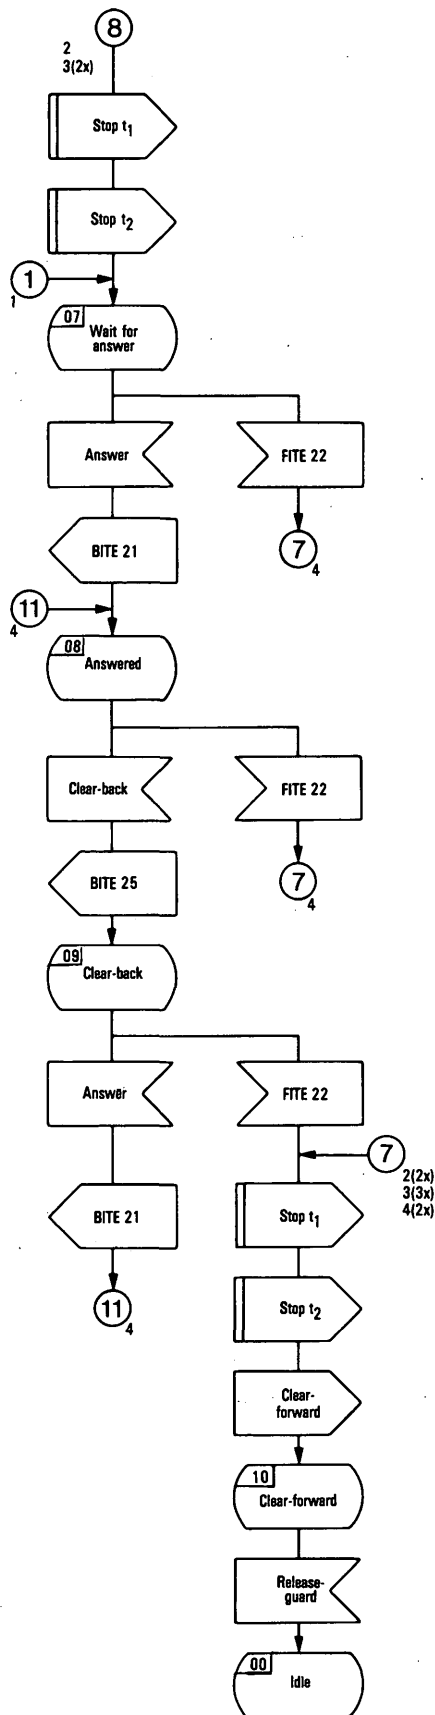 8
2
3(2x)
Stop t1
Stop t2
1
1
07
Wait for
answer
Answer
FITE 22
7
4
BITE 21
11
4
08
Answered
Clear-back
FITE 22
7
4
BITE 25
09
Clear-back
Answer
FITE 22
7
2(2x)
3(3x)
4(2x)
BITE 21
Stop t1
11
4
Stop t2
Clear-
forward
10
Clear-forward
Release-
guard
00
Idle